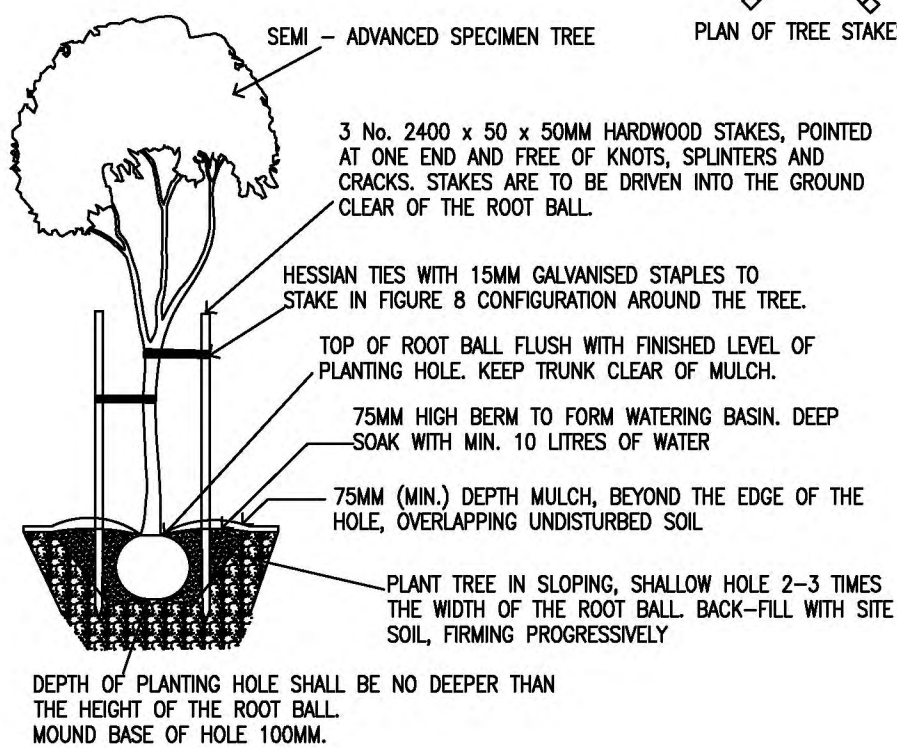 SEMI – ADVANCED SPECIMEN TREE
PLAN OF TREE STAKE
3 No. 2400 x 50 x 50MM HARDWOOD STAKES, POINTED
AT ONE END AND FREE OF KNOTS, SPLINTERS AND
CRACKS. STAKES ARE TO BE DRIVEN INTO THE GROUND
CLEAR OF THE ROOT BALL.
HESSIAN TIES WITH 15MM GALVANISED STAPLES TO
STAKE IN FIGURE 8 CONFIGURATION AROUND THE TREE.
TOP OF ROOT BALL FLUSH WITH FINISHED LEVEL OF
PLANTING HOLE. KEEP TRUNK CLEAR OF MULCH.
75MM HIGH BERM TO FORM WATERING BASIN. DEEP
SOAK WITH MIN. 10 LITRES OF WATER
75MM (MIN.) DEPTH MULCH, BEYOND THE EDGE OF THE
HOLE, OVERLAPPING UNDISTURBED SOIL
PLANT TREE IN SLOPING, SHALLOW HOLE 2–3 TIMES
THE WIDTH OF THE ROOT BALL. BACK–FILL WITH SITE
SOIL, FIRMING PROGRESSIVELY
DEPTH OF PLANTING HOLE SHALL BE NO DEEPER THAN
THE HEIGHT OF THE ROOT BALL.
MOUND BASE OF HOLE 100MM.